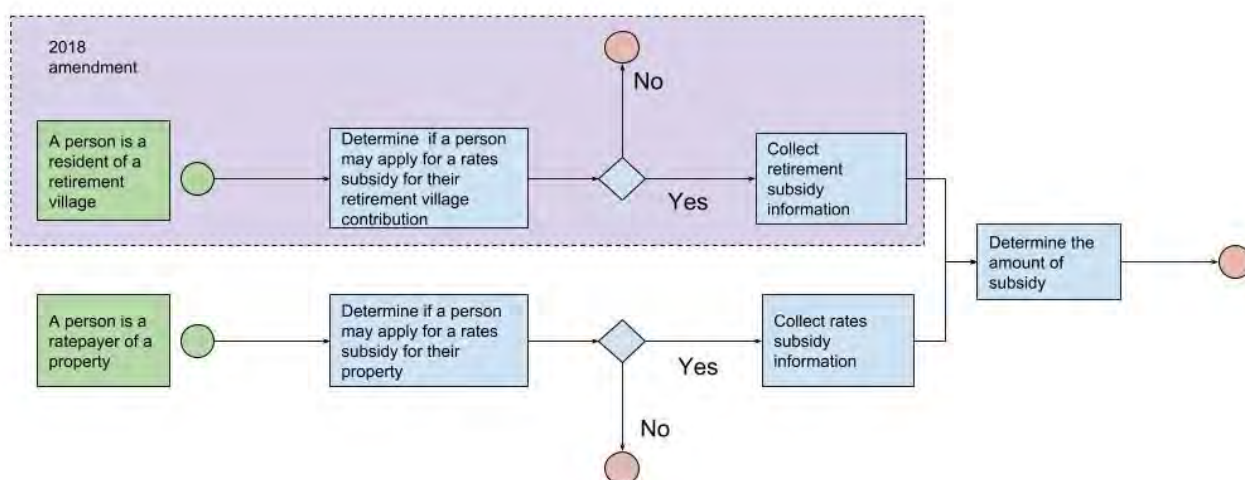 2018
amendment
No
A person is a
resident of a
retirement
village
Determine if a person
may apply for a rates
subsidy for their
retirement village
contribution
Yes
Collect
retirement
subsidy
information
Determine the
amount of
subsidy
A person is a
ratepayer of a
property
Determine if a person
may apply for a rates
subsidy for their
property
Yes
Collect rates
subsidy
information
No